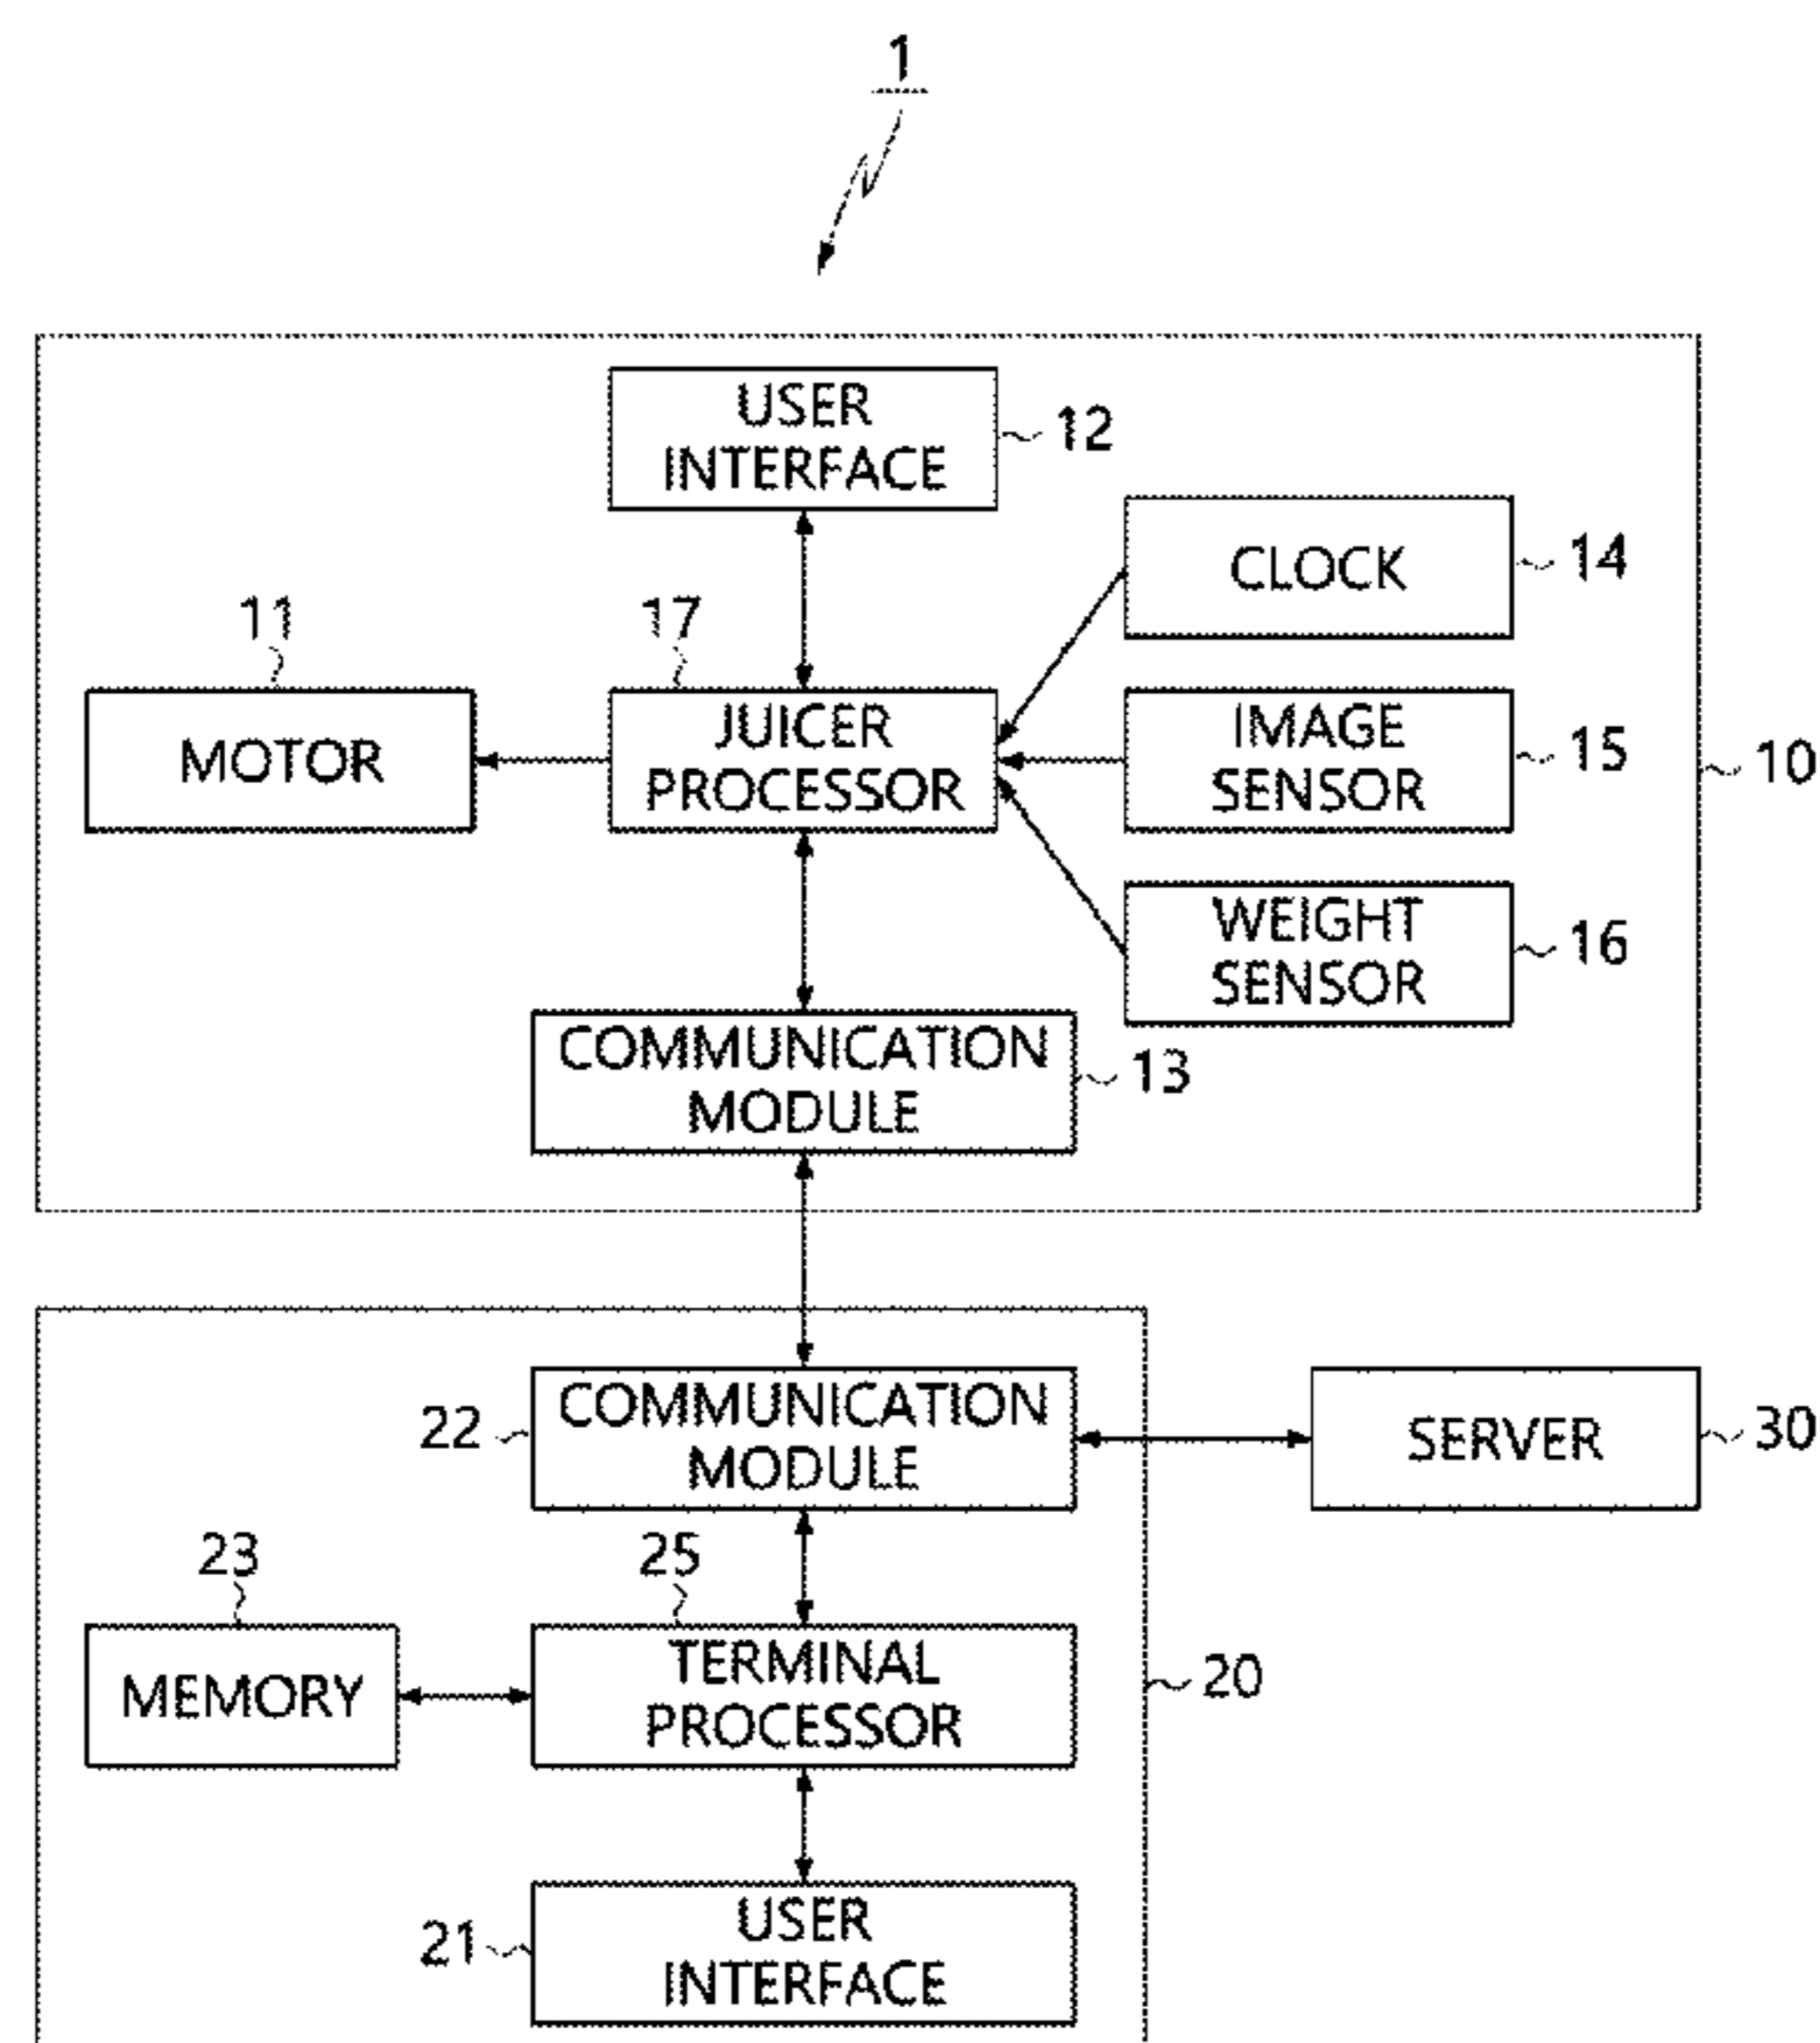 1
USER
INTERFACE
12
CLOCK
14
11
17
MOTOR
JUICER
PROCESSOR
IMAGE
SENSOR
15
10
WEIGHT
SENSOR
16
COMMUNICATION
MODULE
13
22
COMMUNICATION
MODULE
SERVER
30
23
25
MEMORY
TERMINAL
PROCESSOR
20
21
USER
INTERFACE